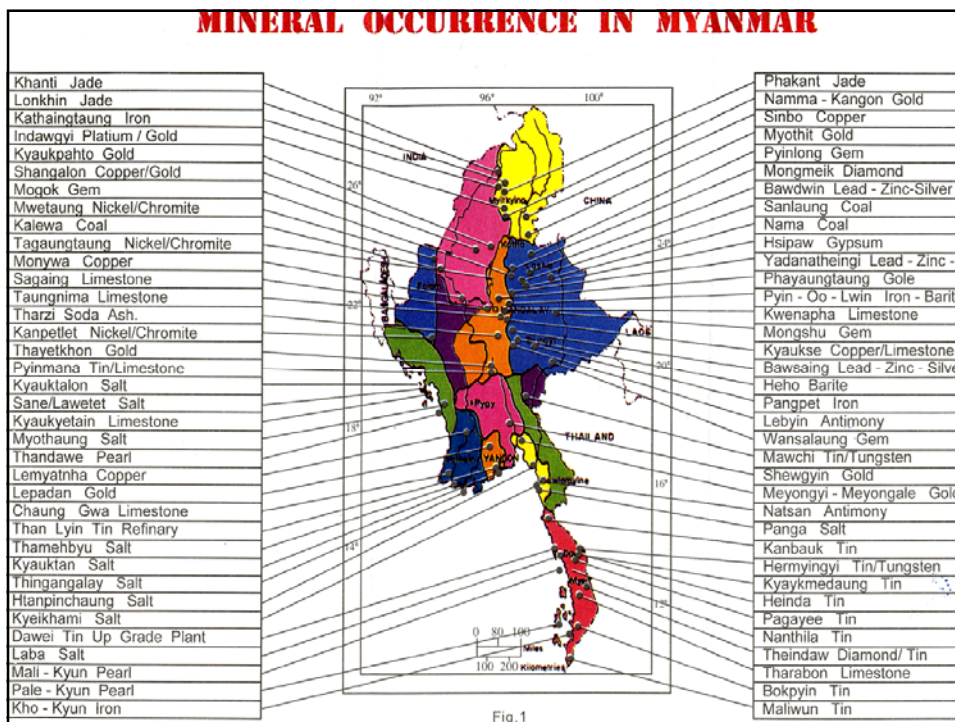 MINERAL OCCURRENCE IN MYANMAR
Khanti Jade
Lonkhin Jade
Kathaingtaung Iron
Indawgyi Platium / Gold
Kyaukpahto Gold
Shangalon Copper/Gold
Mogok Gem
Mwetaung Nickel/Chromite
Kalewa Coal
Tagaungtaung Nickel/Chromite
Monywa Copper
Sagaing Limestone
Taungnima Limestone
Tharzi Soda Ash.
Kanpetlet Nickel/Chromite
Thayetkhon Gold
Pyinmana Tin/Limestone
Kyauktalon Salt
Sane/Lawetet Salt
Kyaukyetain Limestone
Myothaung Salt
Thandawe Pearl
Lemyatnha Copper
Lepadan Gold
Chaung Gwa Limestone
Than Lyin Tin Refinary
Thamehbyu Salt
Kyauktan Salt
Thingangalay Salt
Htanpinchaung Salt
Kyeikhami Salt
Dawei Tin Up Grade Plant
Laba Salt
Mali - Kyun Pearl
Pale - Kyun Pearl
Kho - Kyun Iron
92° 96° 100°
INDIA
CHINA
26°
24°
22°
LAOS
20°
18°
Pygy
THAILAND
YANGON
16°
14°
12°
0 80 100
Miles
100 200 Kilometries
Fig.1
Phakant Jade
Namma - Kangon Gold
Sinbo Copper
Myothit Gold
Pyinlong Gem
Mongmeik Diamond
Bawdwin Lead - Zinc-Silver
Sanlaung Coal
Nama Coal
Hsipaw Gypsum
Yadanatheingi Lead - Zinc -
Phayaungtaung Gole
Pyin - Oo - Lwin Iron - Barit
Kwenapha Limestone
Mongshu Gem
Kyaukse Copper/Limestone
Bawsaing Lead - Zinc - Silve
Heho Barite
Pangpet Iron
Lebyin Antimony
Wansalaung Gem
Mawchi Tin/Tungsten
Shewgyin Gold
Meyongyi - Meyongale Gold
Natsan Antimony
Panga Salt
Kanbauk Tin
Hermyingyi Tin/Tungsten
Kyaykmedaung Tin
Heinda Tin
Pagayee Tin
Nanthila Tin
Theindaw Diamond/ Tin
Tharabon Limestone
Bokpyin Tin
Maliwun Tin